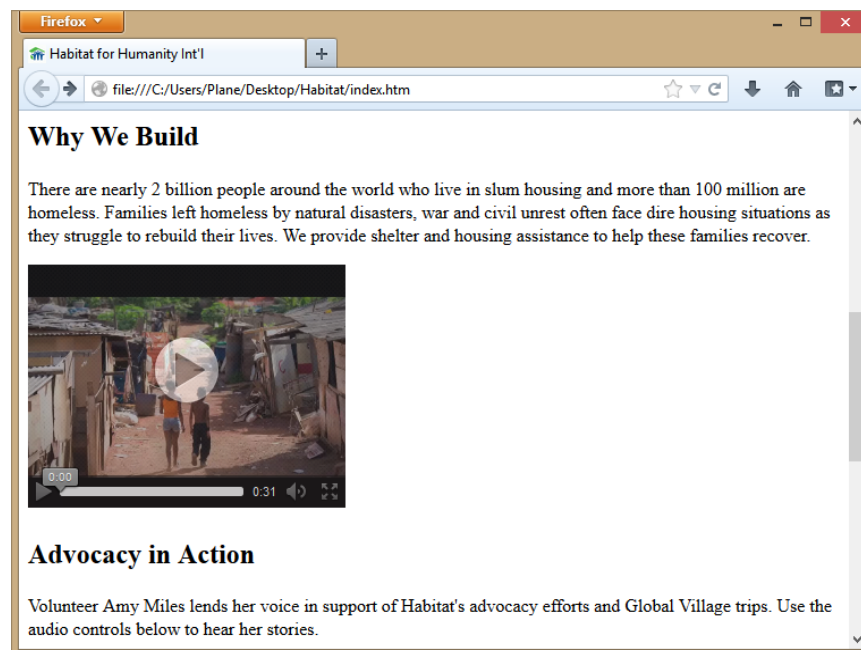 Firefox
Habitat for Humanity Int'l
file:///C:/Users/Plane/Desktop/Habitat/index.htm
Why We Build
There are nearly 2 billion people around the world who live in slum housing and more than 100 million are
homeless. Families left homeless by natural disasters, war and civil unrest often face dire housing situations as
they struggle to rebuild their lives. We provide shelter and housing assistance to help these families recover.
0:00
0:31
Advocacy in Action
Volunteer Amy Miles lends her voice in support of Habitat's advocacy efforts and Global Village trips. Use the
audio controls below to hear her stories.